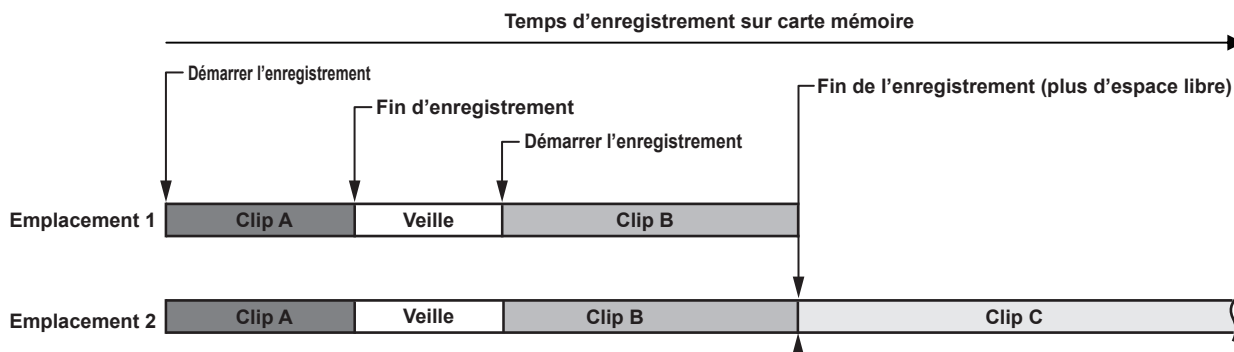 Temps d’enregistrement sur carte mémoire
Démarrer l’enregistrement
Fin d’enregistrement
Démarrer l’enregistrement
Fin de l’enregistrement (plus d’espace libre)
Emplacement 1
Clip A
Veille
Clip B
Emplacement 2
Clip A
Veille
Clip B
Clip C